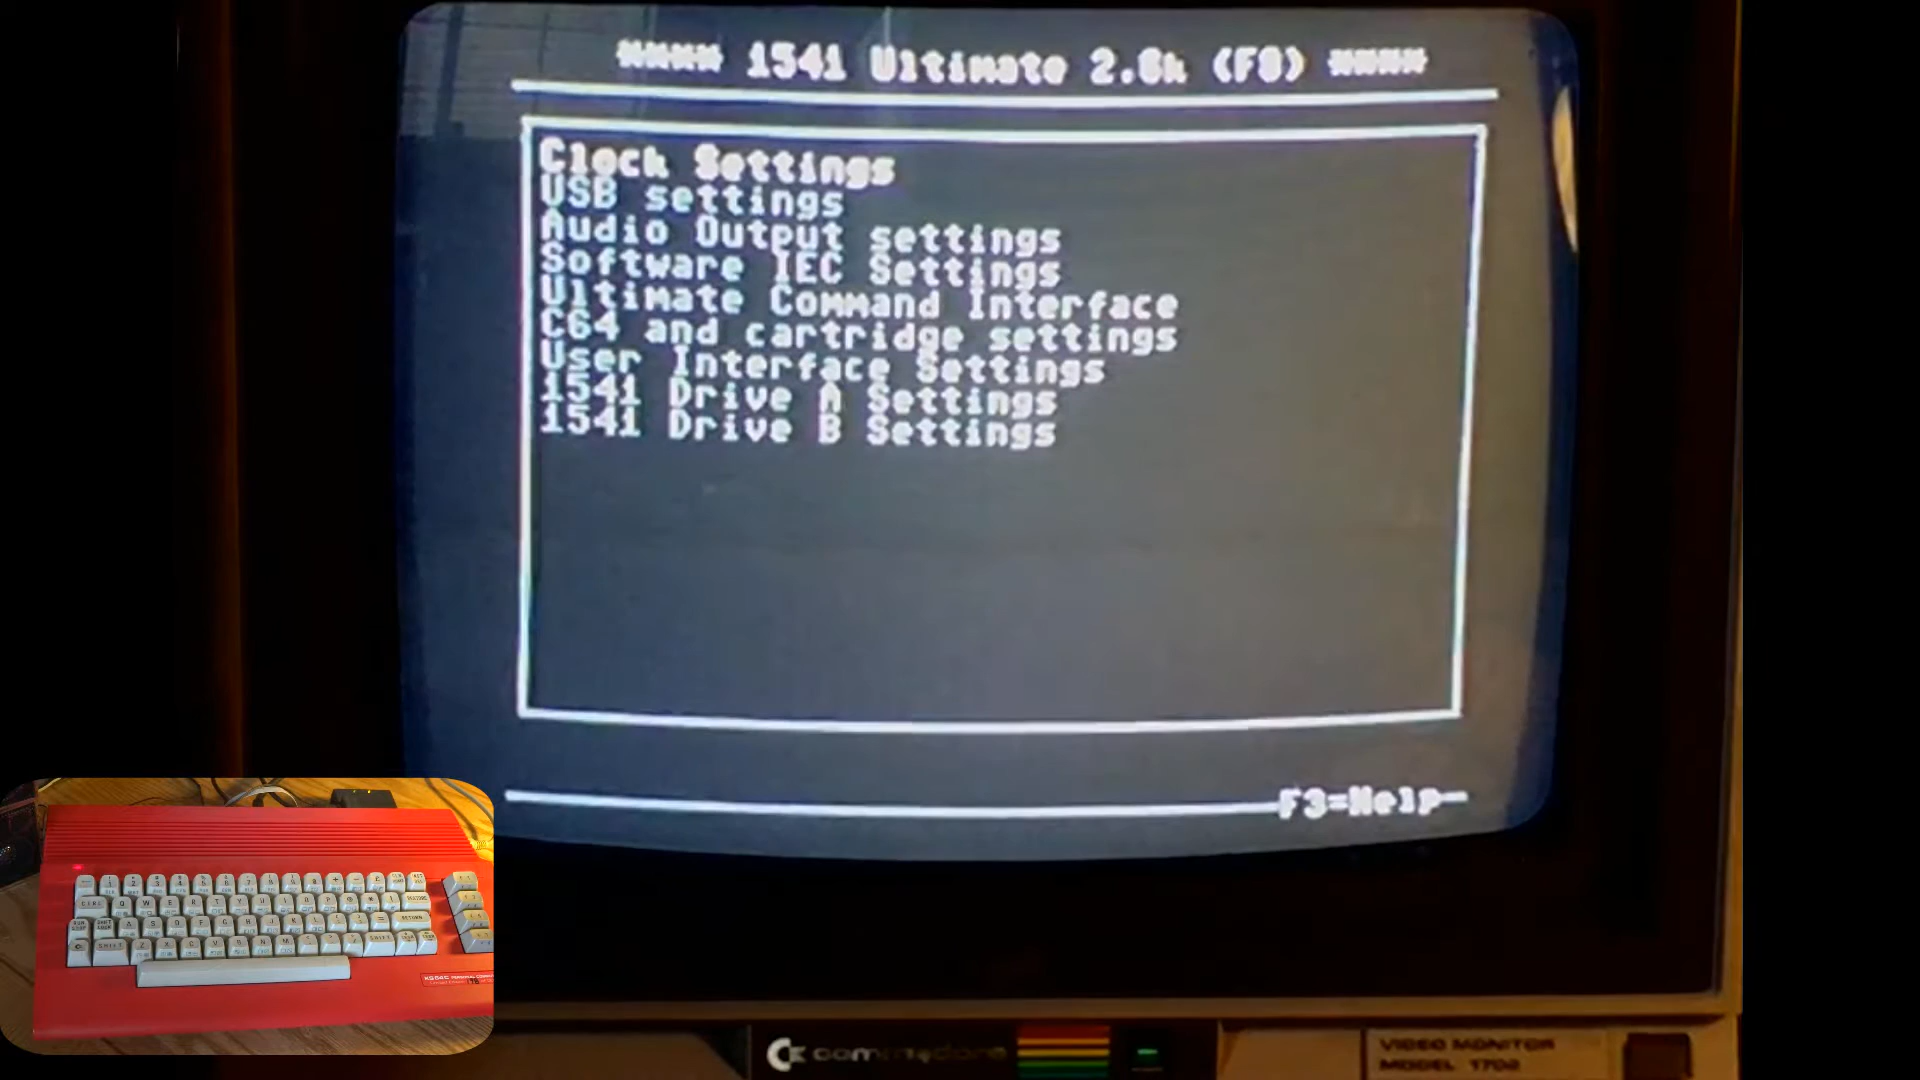 **** 1541 Ultimate 2.6k (F8) ****
Clock Settings
USB settings
Audio Output settings
Software IEC Settings
Ultimate Command Interface
C64 and cartridge settings
User Interface Settings
1541 Drive A Settings
1541 Drive B Settings
F3=Help
commodore
VIDEO MONITOR
MODEL 1702